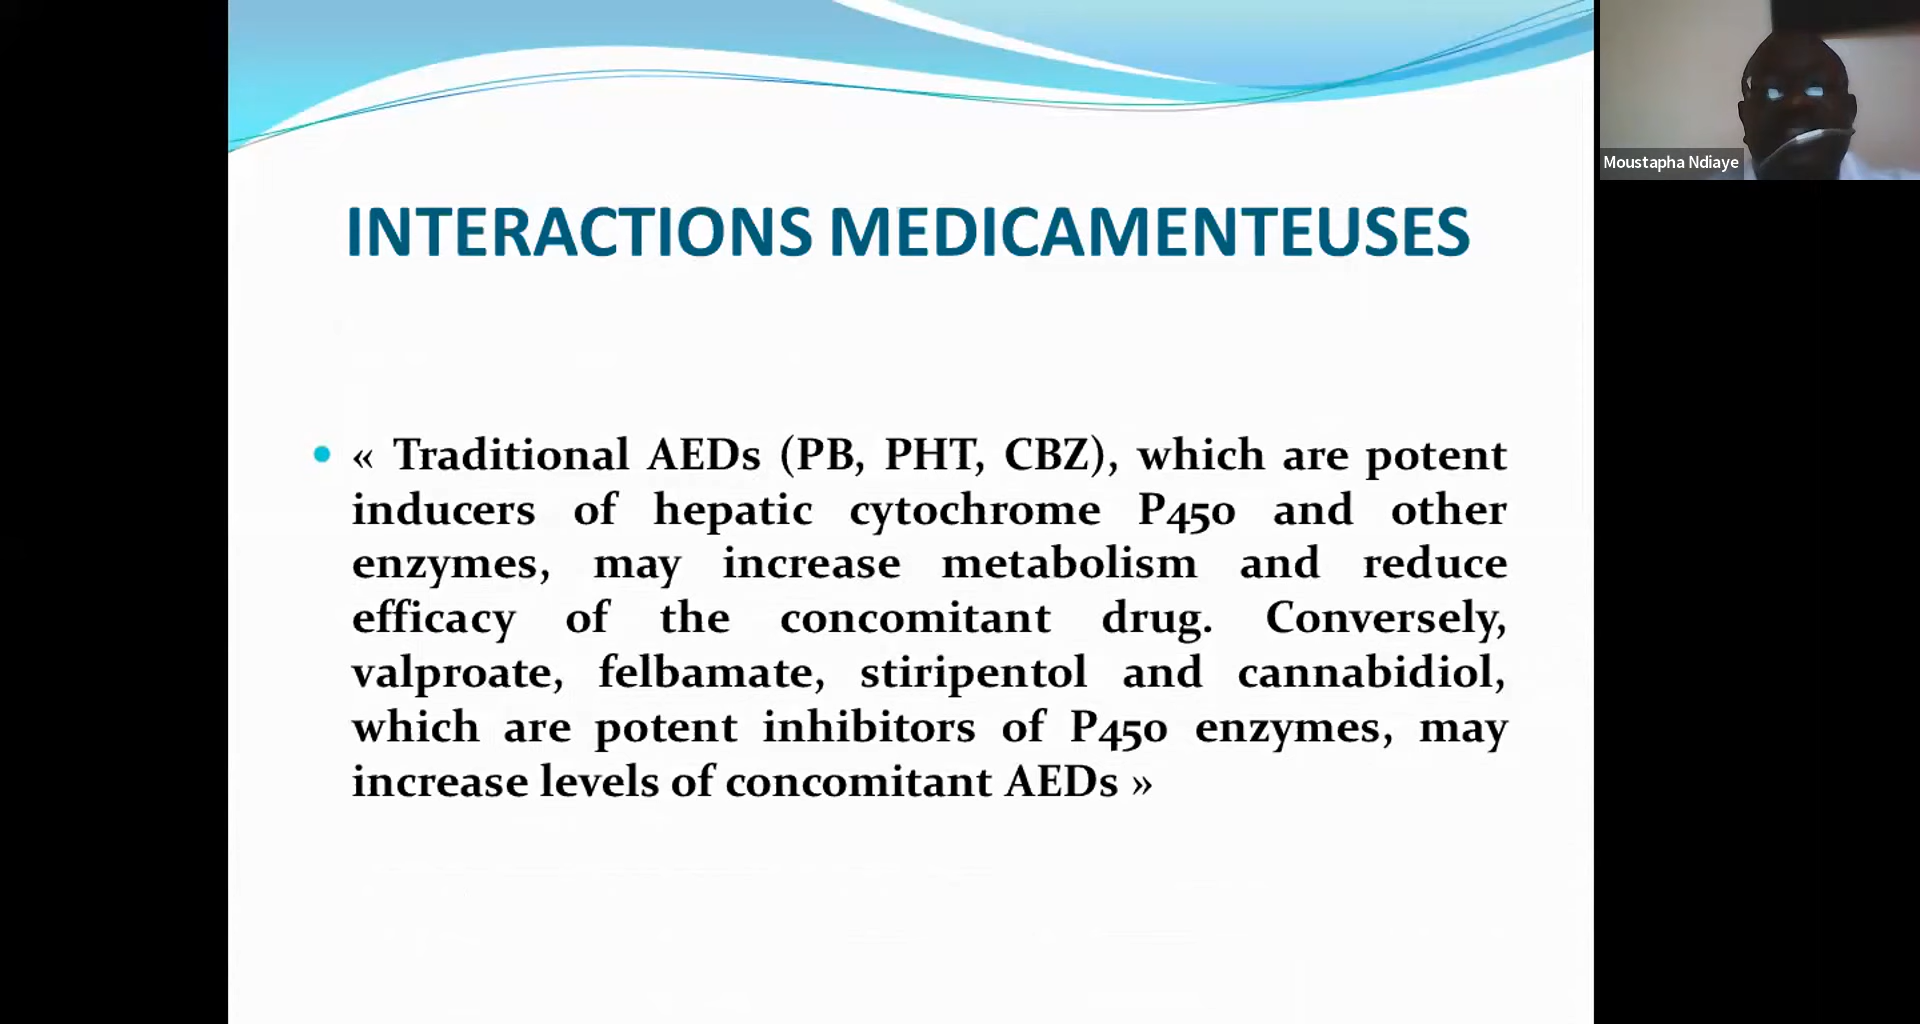 INTERACTIONS MEDICAMENTEUSES
• « Traditional AEDs (PB, PHT, CBZ), which are potent
inducers of hepatic cytochrome P450 and other
enzymes, may increase metabolism and reduce
efficacy of the concomitant drug. Conversely,
valproate, felbamate, stiripentol and cannabidiol,
which are potent inhibitors of P450 enzymes, may
increase levels of concomitant AEDs »
Moustapha Ndiaye